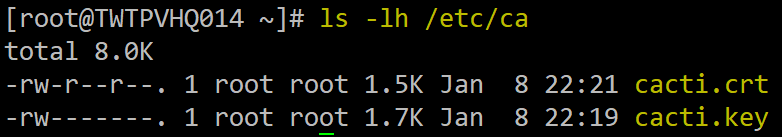 [root@TWTPVHQ014 ~]# ls -lh /etc/ca
total 8.0K
-rw-r--r--. 1 root root 1.5K Jan  8 22:21 cacti.crt
-rw-------. 1 root root 1.7K Jan  8 22:19 cacti.key